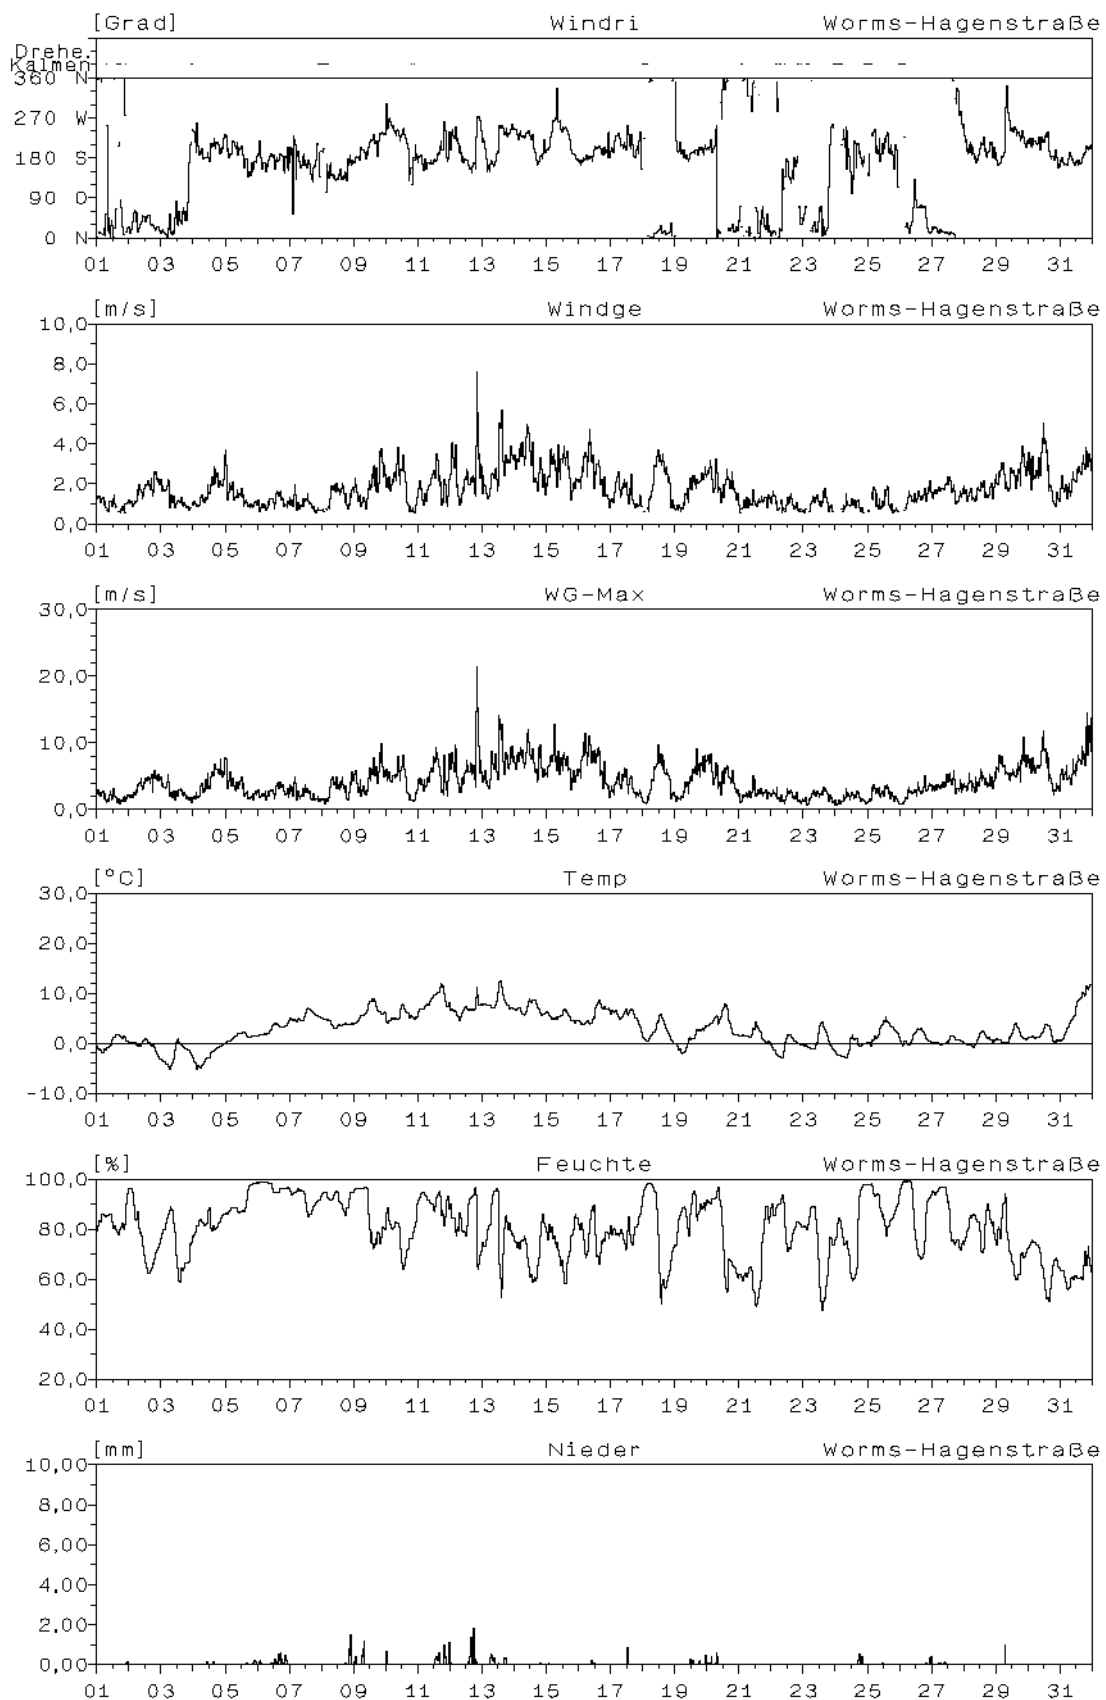 [Grad] Windri Worms-Hagenstraße
Drehe.
Kalmen
360 N
270 W
180 S
90 O
0 N
01 03 05 07 09 11 13 15 17 19 21 23 25 27 29 31
[m/s] Windge Worms-Hagenstraße
10,0
8,0
6,0
4,0
2,0
0,0
01 03 05 07 09 11 13 15 17 19 21 23 25 27 29 31
[m/s] WG-Max Worms-Hagenstraße
30,0
20,0
10,0
0,0
01 03 05 07 09 11 13 15 17 19 21 23 25 27 29 31
[°C] Temp Worms-Hagenstraße
30,0
20,0
10,0
0,0
-10,0
01 03 05 07 09 11 13 15 17 19 21 23 25 27 29 31
[%] Feuchte Worms-Hagenstraße
100,0
80,0
60,0
40,0
20,0
01 03 05 07 09 11 13 15 17 19 21 23 25 27 29 31
[mm] Nieder Worms-Hagenstraße
10,00
8,00
6,00
4,00
2,00
0,00
01 03 05 07 09 11 13 15 17 19 21 23 25 27 29 31